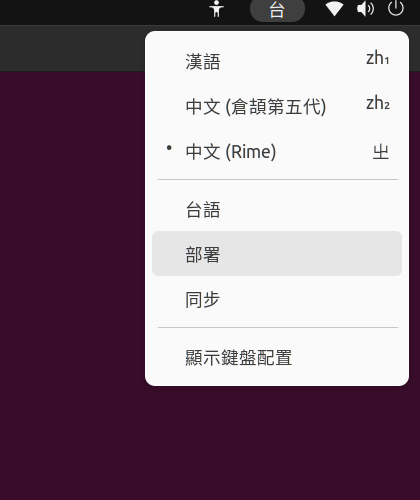 台
漢語 zh₁
中文 (倉頡第五代) zh₂
• 中文 (Rime) ㄓ
台語
部署
同步
顯示鍵盤配置